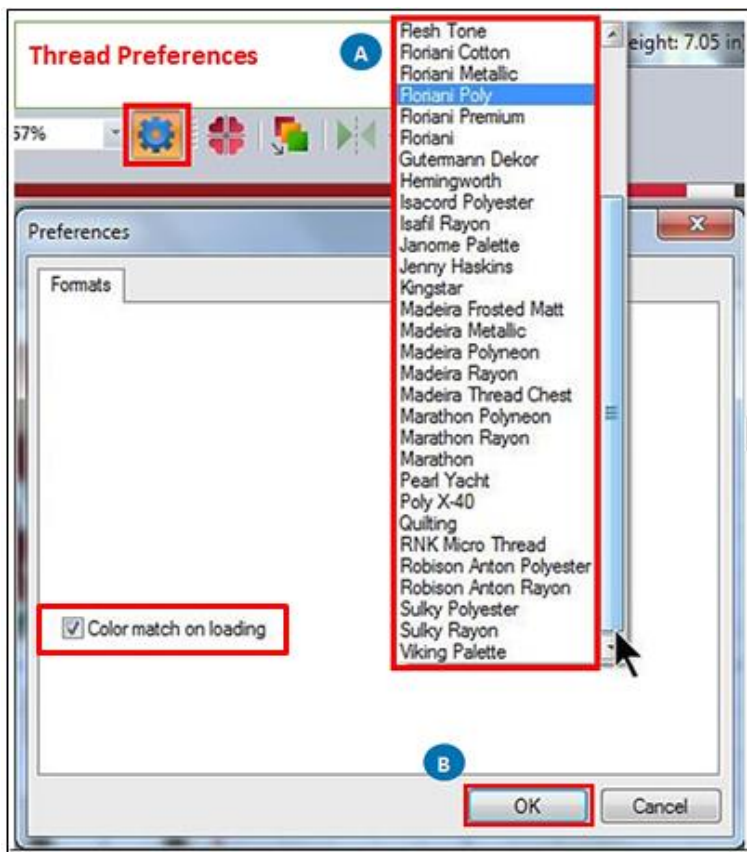 Thread Preferences
A
eight: 7.05 in
57%
Preferences
Formats
Flesh Tone
Floriani Cotton
Floriani Metallic
Floriani Poly
Floriani Premium
Floriani
Gutermann Dekor
Hemingworth
Isacord Polyester
Isafil Rayon
Janome Palette
Jenny Haskins
Kingstar
Madeira Frosted Matt
Madeira Metallic
Madeira Polyneon
Madeira Rayon
Madeira Thread Chest
Marathon Polyneon
Marathon Rayon
Marathon
Pearl Yacht
Poly X-40
Quilting
RNK Micro Thread
Robison Anton Polyester
Robison Anton Rayon
Sulky Polyester
Sulky Rayon
Viking Palette
Color match on loading
B
OK
Cancel